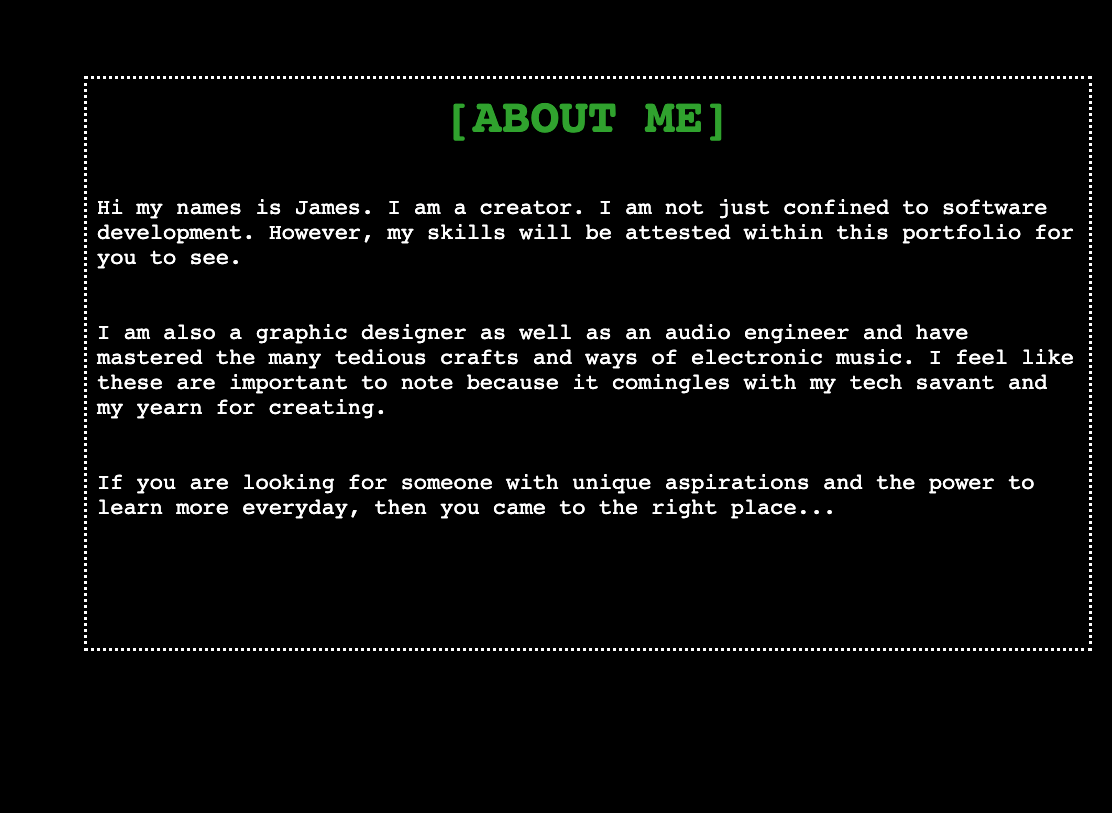 [ABOUT ME]
Hi my names is James. I am a creator. I am not just confined to software
development. However, my skills will be attested within this portfolio for
you to see.
I am also a graphic designer as well as an audio engineer and have
mastered the many tedious crafts and ways of electronic music. I feel like
these are important to note because it comingles with my tech savant and
my yearn for creating.
If you are looking for someone with unique aspirations and the power to
learn more everyday, then you came to the right place...